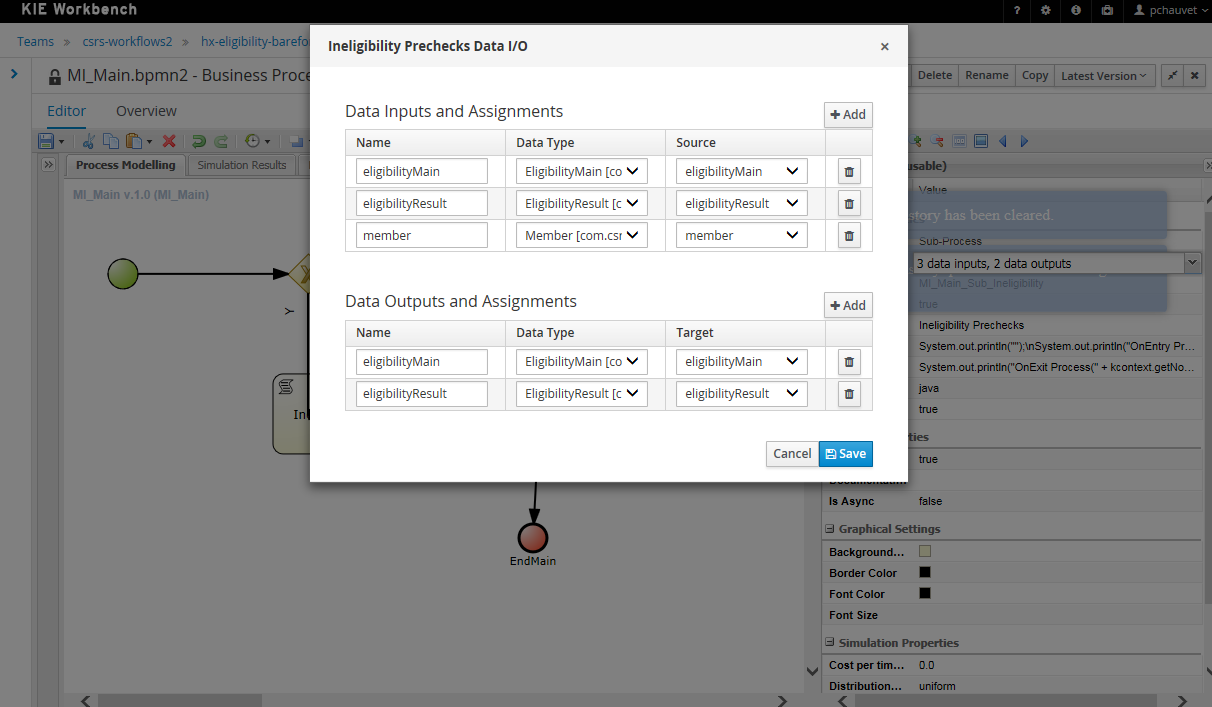 KIE Workbench
? pchauvet
Teams » csrs-workflows2 » hx-eligibility-barefo
MI_Main.bpmn2 - Business Proce
Delete Rename Copy Latest Version
Editor Overview
Process Modelling Simulation Results
MI_Main v.1.0 (MI_Main)
Ineligibility Prechecks Data I/O
×
Data Inputs and Assignments
+ Add
Name Data Type Source
eligibilityMain EligibilityMain [co eligibilityMain
eligibilityResult EligibilityResult [c eligibilityResult
member Member [com.csr member
Data Outputs and Assignments
+ Add
Name Data Type Target
eligibilityMain EligibilityMain [co eligibilityMain
eligibilityResult EligibilityResult [c eligibilityResult
Cancel Save
Y
In
EndMain
usable)
Value
story has been cleared.
Sub-Process
3 data inputs, 2 data outputs
MI_Main_Sub_Ineligibility
true
Ineligibility Prechecks
System.out.println("");\nSystem.out.println("OnEntry Pr...
System.out.println("OnExit Process(" + kcontext.getNo...
java
true
ties
true
Is Async false
Graphical Settings
Background...
Border Color
Font Color
Font Size
Simulation Properties
Cost per tim... 0.0
Distribution... uniform